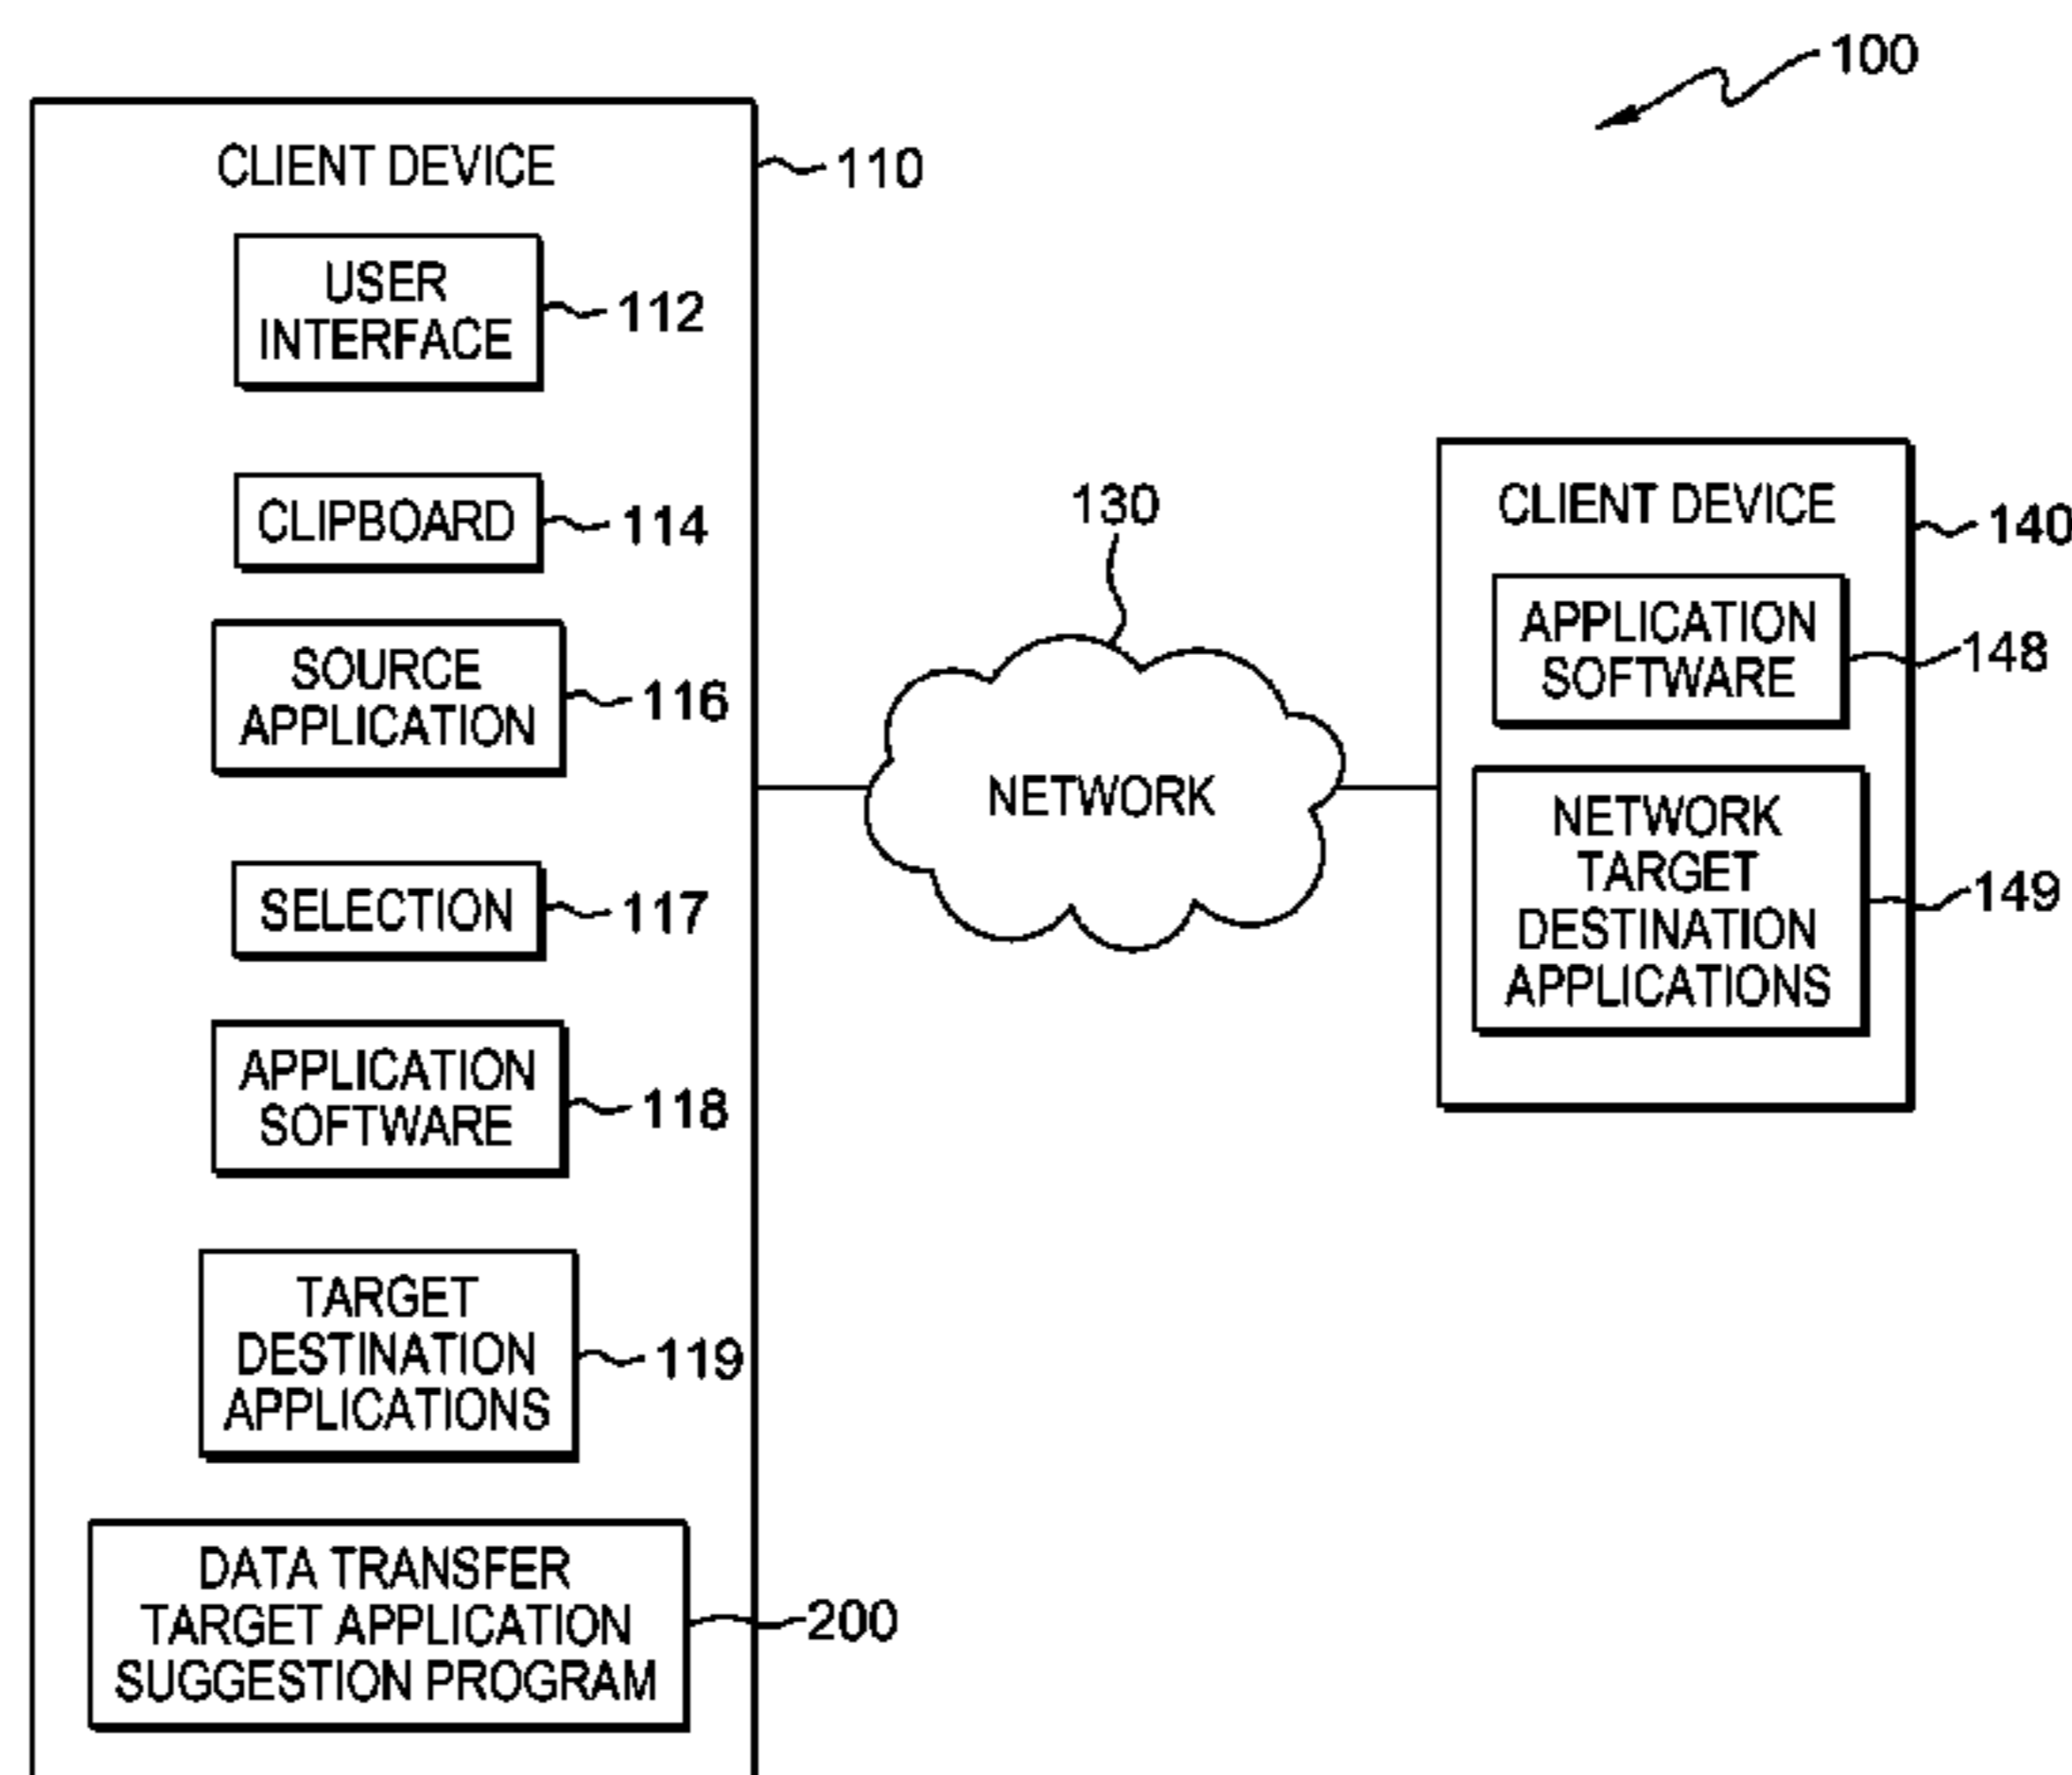 100
CLIENT DEVICE
110
USER
INTERFACE
112
CLIPBOARD
114
SOURCE
APPLICATION
116
SELECTION
117
APPLICATION
SOFTWARE
118
TARGET
DESTINATION
APPLICATIONS
119
DATA TRANSFER
TARGET APPLICATION
SUGGESTION PROGRAM
200
130
NETWORK
CLIENT DEVICE
140
APPLICATION
SOFTWARE
148
NETWORK
TARGET
DESTINATION
APPLICATIONS
149